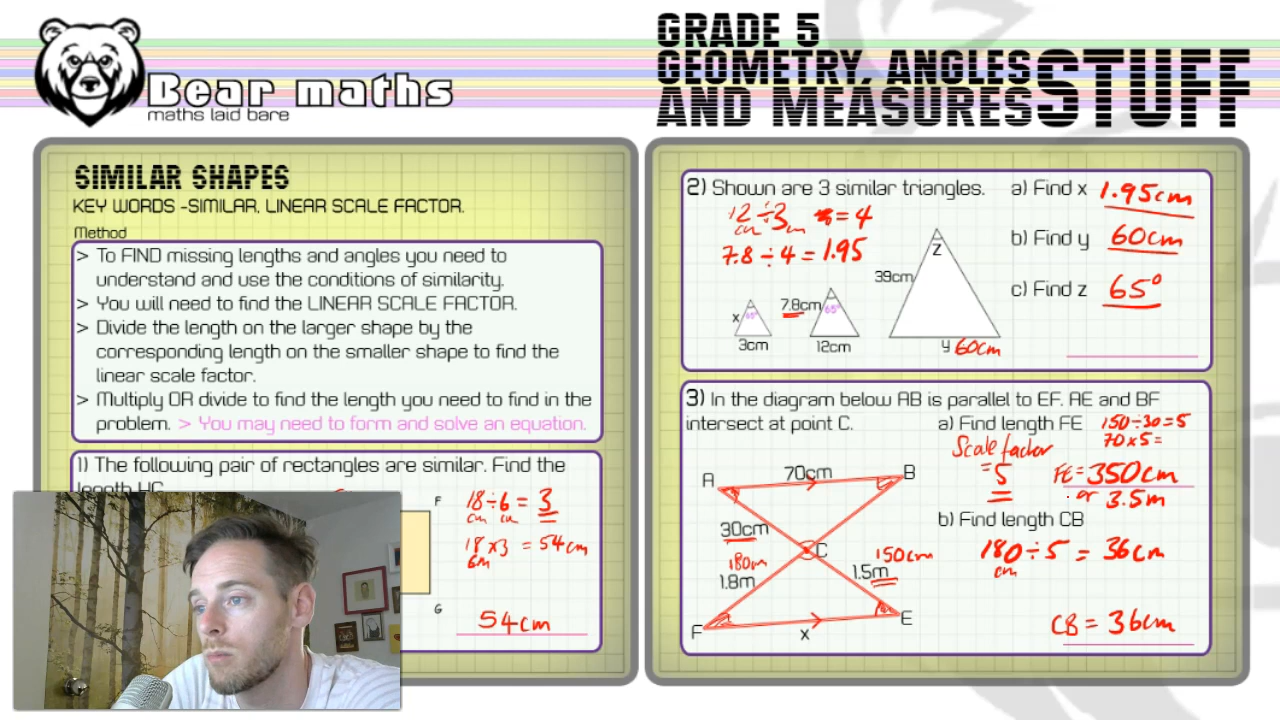 Bear maths
maths laid bare
GRADE 5
GEOMETRY, ANGLES
AND MEASURES
STUFF
SIMILAR SHAPES
KEY WORDS -SIMILAR, LINEAR SCALE FACTOR.
Method
> To FIND missing lengths and angles you need to
understand and use the conditions of similarity.
> You will need to find the LINEAR SCALE FACTOR.
> Divide the length on the larger shape by the
corresponding length on the smaller shape to find the
linear scale factor.
> Multiply OR divide to find the length you need to find in the
problem. > You may need to form and solve an equation.
1) The following pair of rectangles are similar. Find the
length HG
F
18 ÷ 6 = 3
cm cm
18 x 3 = 54cm
G
54cm
2) Shown are 3 similar triangles.
12 ÷ 3 = 4
cm cm
7.8 ÷ 4 = 1.95
a) Find x 1.95cm
b) Find y 60cm
c) Find z 65°
x
65°
3cm
7.8cm
65°
12cm
39cm
z
y 60cm
3) In the diagram below AB is parallel to EF. AE and BF
intersect at point C.
a) Find length FE
150 ÷ 30 = 5
70 x 5 =
Scale factor
= 5
FE = 350cm
or 3.5m
b) Find length CB
180 ÷ 5 = 36cm
cm
CB = 36cm
A
70cm
B
30cm
C
180cm
1.8m
150cm
1.5m
F
x
E